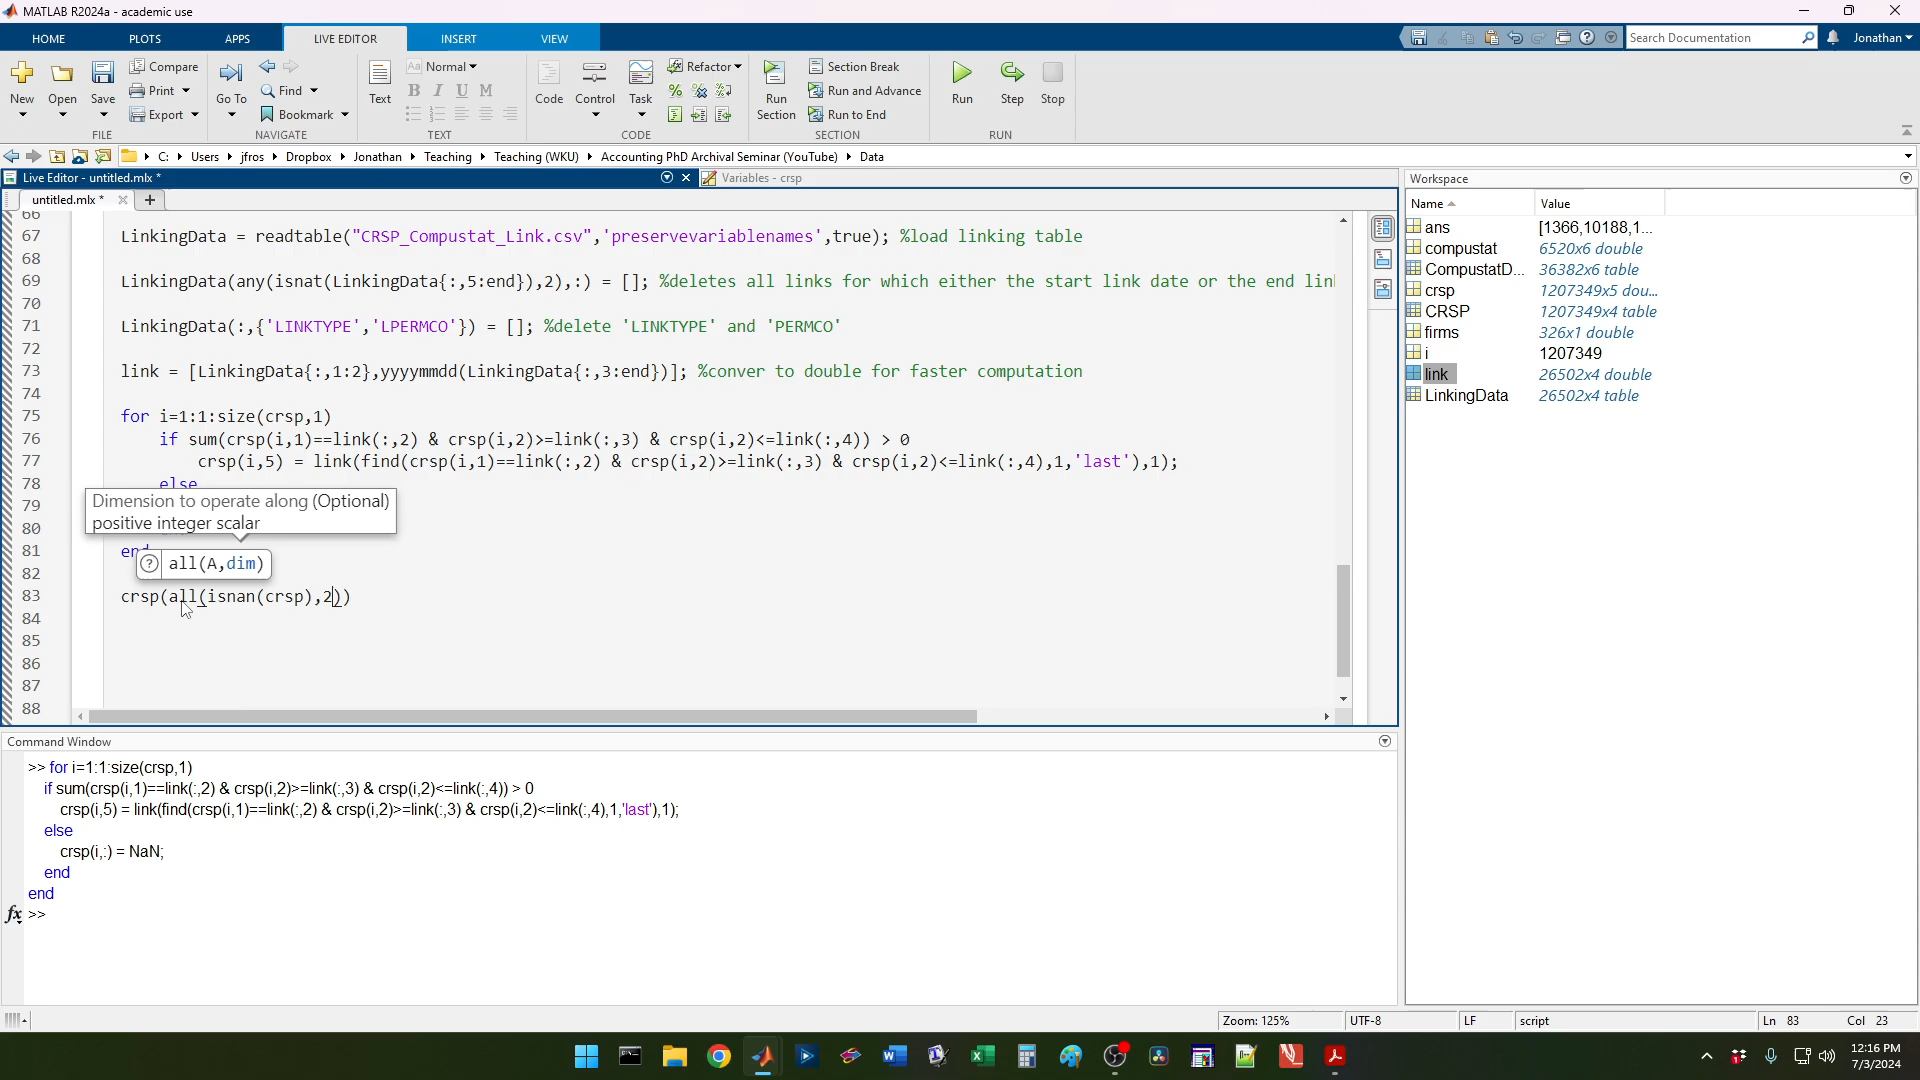 MATLAB R2024a - academic use
HOME PLOTS APPS LIVE EDITOR INSERT VIEW Search Documentation Jonathan
New Open Save Compare Print Export Go To Find Bookmark Text Aa Normal B I U M Code Control Task Refactor Run Section Section Break Run and Advance Run to End Run Step Stop
FILE NAVIGATE TEXT CODE SECTION RUN
C: Users jfros Dropbox Jonathan Teaching Teaching (WKU) Accounting PhD Archival Seminar (YouTube) Data
Live Editor - untitled.mlx * Variables - crsp Workspace
untitled.mlx * Name Value
66
67 LinkingData = readtable("CRSP_Compustat_Link.csv",'preservevariablenames',true); %load linking table
68
69 LinkingData(any(isnat(LinkingData{:,5:end}),2),:) = []; %deletes all links for which either the start link date or the end lin
70
71 LinkingData(:,{'LINKTYPE','LPERMCO'}) = []; %delete 'LINKTYPE' and 'PERMCO'
72
73 link = [LinkingData{:,1:2},yyyymmdd(LinkingData{:,3:end})]; %conver to double for faster computation
74
75 for i=1:1:size(crsp,1)
76 if sum(crsp(i,1)==link(:,2) & crsp(i,2)>=link(:,3) & crsp(i,2)<=link(:,4)) > 0
77 crsp(i,5) = link(find(crsp(i,1)==link(:,2) & crsp(i,2)>=link(:,3) & crsp(i,2)<=link(:,4),1,'last'),1);
78 else
79
Dimension to operate along (Optional)
positive integer scalar
80
81 end
all(A,dim)
82
83 crsp(all(isnan(crsp),2))
84
85
86
87
88
ans [1366,10188,1...
compustat 6520x6 double
CompustatD... 36382x6 table
crsp 1207349x5 dou...
CRSP 1207349x4 table
firms 326x1 double
i 1207349
link 26502x4 double
LinkingData 26502x4 table
Command Window
>> for i=1:1:size(crsp,1)
if sum(crsp(i,1)==link(:,2) & crsp(i,2)>=link(:,3) & crsp(i,2)<=link(:,4)) > 0
crsp(i,5) = link(find(crsp(i,1)==link(:,2) & crsp(i,2)>=link(:,3) & crsp(i,2)<=link(:,4),1,'last'),1);
else
crsp(i,:) = NaN;
end
end
fx >>
Zoom: 125% UTF-8 LF script Ln 83 Col 23
12:16 PM
7/3/2024